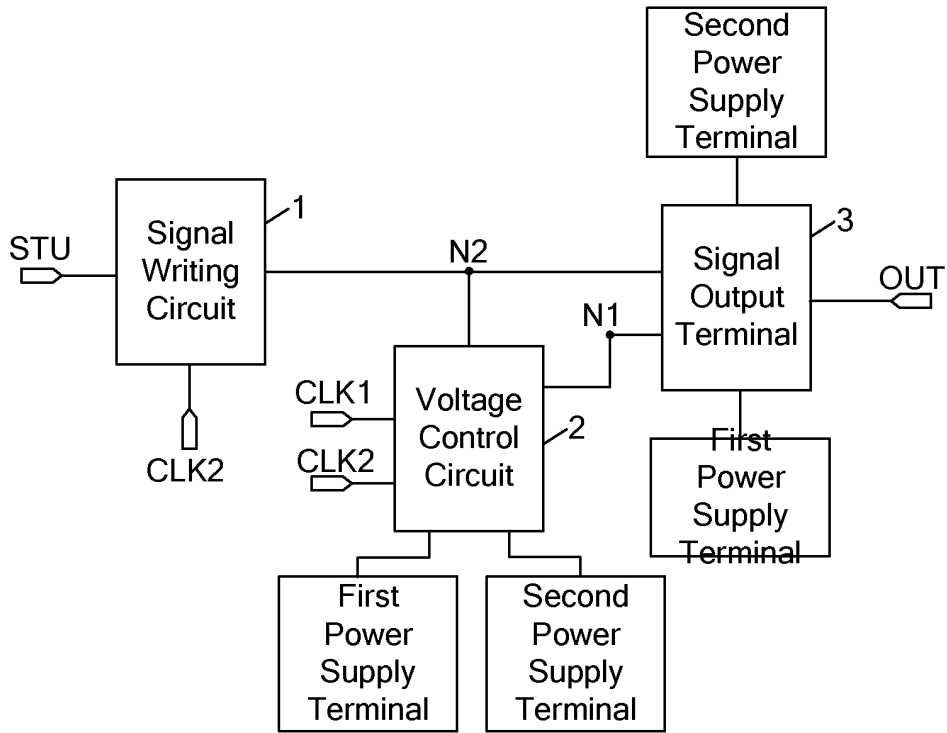 Second
Power
Supply
Terminal
1
Signal
Writing
Circuit
STU
CLK2
N2
3
Signal
Output
Terminal
OUT
N1
CLK1
CLK2
Voltage
Control
Circuit
2
First
Power
Supply
Terminal
First
Power
Supply
Terminal
Second
Power
Supply
Terminal